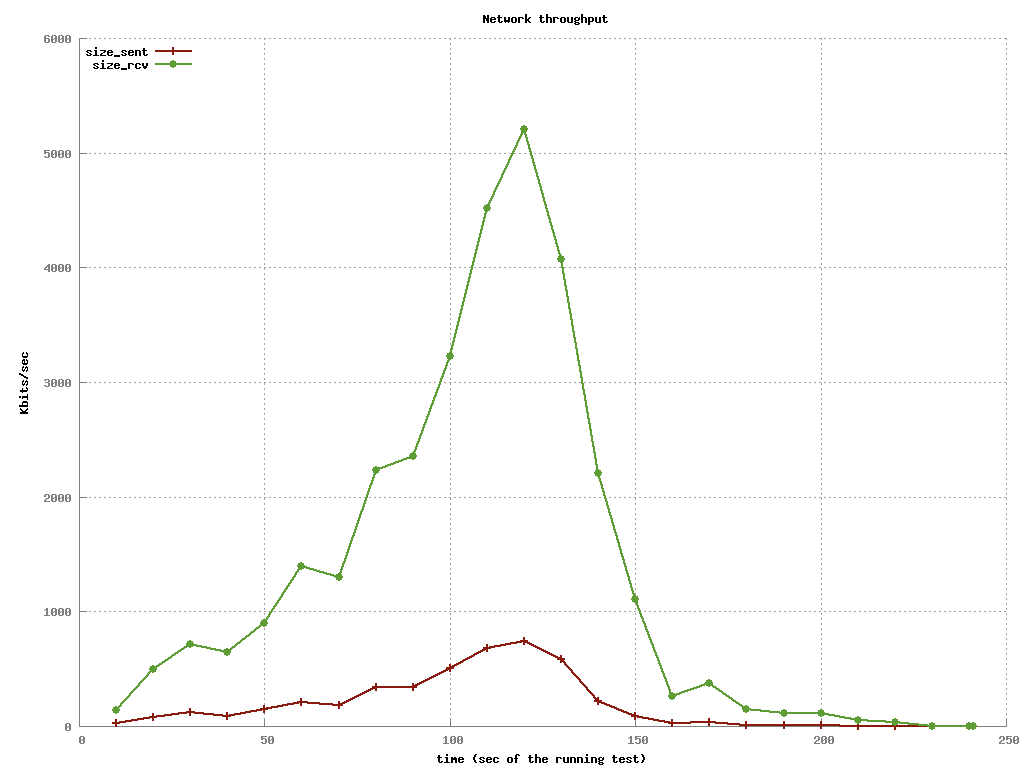 Network throughput
6000
size_sent
size_rcv
5000
4000
3000
Kbits/sec
2000
1000
0
0 50 100 150 200 250
time (sec of the running test)